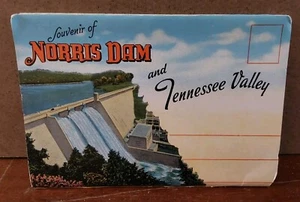 Souvenir of
NORRIS DAM
and
Tennessee Valley